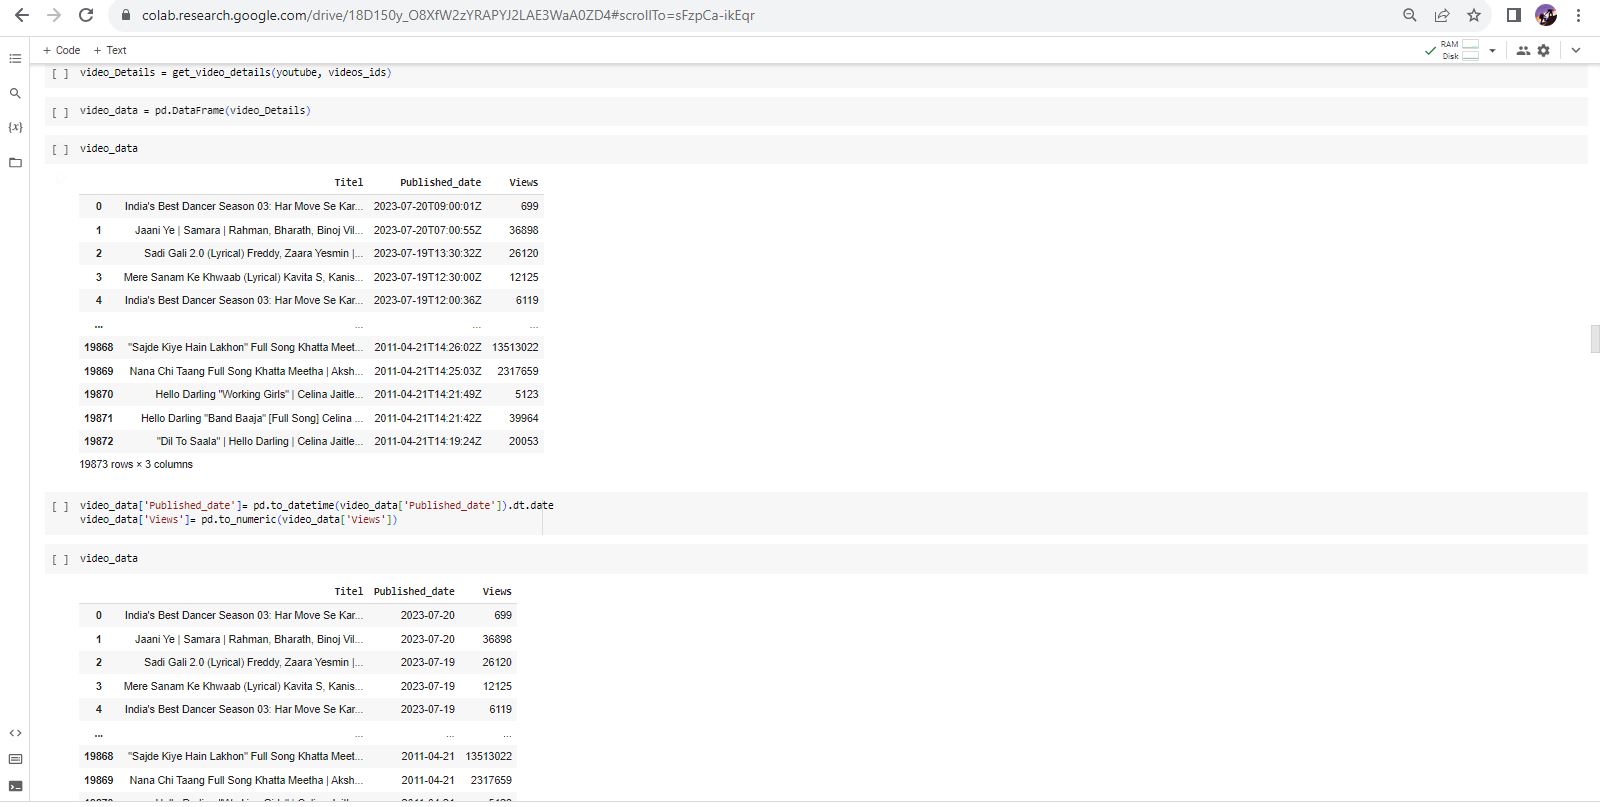 colab.research.google.com/drive/18D150y_O8XfW2zYRAPYJ2LAE3WaA0ZD4#scrollTo=sFzpCa-ikEqr
+ Code + Text
RAM
Disk
[ ] video_Details = get_video_details(youtube, videos_ids)
[ ] video_data = pd.DataFrame(video_Details)
[ ] video_data
Titel Published_date Views
0 India's Best Dancer Season 03: Har Move Se Kar... 2023-07-20T09:00:01Z 699
1 Jaani Ye | Samara | Rahman, Bharath, Binoj Vil... 2023-07-20T07:00:55Z 36898
2 Sadi Gali 2.0 (Lyrical) Freddy, Zaara Yesmin |... 2023-07-19T13:30:32Z 26120
3 Mere Sanam Ke Khwaab (Lyrical) Kavita S, Kanis... 2023-07-19T12:30:00Z 12125
4 India's Best Dancer Season 03: Har Move Se Kar... 2023-07-19T12:00:36Z 6119
... ... ... ...
19868 "Sajde Kiye Hain Lakhon" Full Song Khatta Meet... 2011-04-21T14:26:02Z 13513022
19869 Nana Chi Taang Full Song Khatta Meetha | Aksh... 2011-04-21T14:25:03Z 2317659
19870 Hello Darling "Working Girls" | Celina Jaitle... 2011-04-21T14:21:49Z 5123
19871 Hello Darling "Band Baaja" [Full Song] Celina ... 2011-04-21T14:21:42Z 39964
19872 "Dil To Saala" | Hello Darling | Celina Jaitle... 2011-04-21T14:19:24Z 20053
19873 rows × 3 columns
[ ] video_data['Published_date']= pd.to_datetime(video_data['Published_date']).dt.date
video_data['Views']= pd.to_numeric(video_data['Views'])
[ ] video_data
Titel Published_date Views
0 India's Best Dancer Season 03: Har Move Se Kar... 2023-07-20 699
1 Jaani Ye | Samara | Rahman, Bharath, Binoj Vil... 2023-07-20 36898
2 Sadi Gali 2.0 (Lyrical) Freddy, Zaara Yesmin |... 2023-07-19 26120
3 Mere Sanam Ke Khwaab (Lyrical) Kavita S, Kanis... 2023-07-19 12125
4 India's Best Dancer Season 03: Har Move Se Kar... 2023-07-19 6119
... ... ... ...
19868 "Sajde Kiye Hain Lakhon" Full Song Khatta Meet... 2011-04-21 13513022
19869 Nana Chi Taang Full Song Khatta Meetha | Aksh... 2011-04-21 2317659